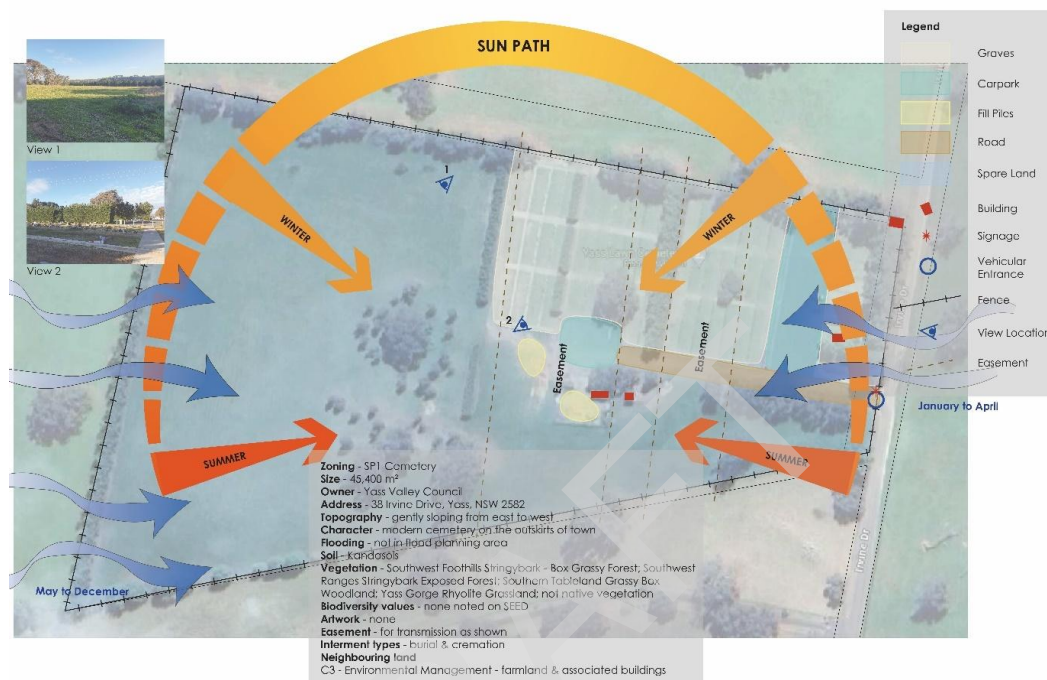 SUN PATH
View 1
View 2
WINTER
WINTER
SUMMER
SUMMER
1
2
Easement
Easement
May to December
January to April
Irvine Dr
Legend
Graves
Carpark
Fill Piles
Road
Spare Land
Building
Signage
Vehicular
Entrance
Fence
View Location
Easement
Zoning - SP1 Cemetery
Size - 45,400 m²
Owner - Yass Valley Council
Address - 38 Irvine Drive, Yass, NSW 2582
Topography - gently sloping from east to west
Character - modern cemetery on the outskirts of town
Flooding - not in flood planning area
Soil - Kandasols
Vegetation - Southwest Foothills Stringybark - Box Grassy Forest; Southwest
Ranges Stringybark Exposed Forest; Southern Tableland Grassy Box
Woodland; Yass Gorge Rhyolite Grassland; not native vegetation
Biodiversity values - none noted on SEED
Artwork - none
Easement - for transmission as shown
Interment types - burial & cremation
Neighbouring land
C3 - Environmental Management - farmland & associated buildings